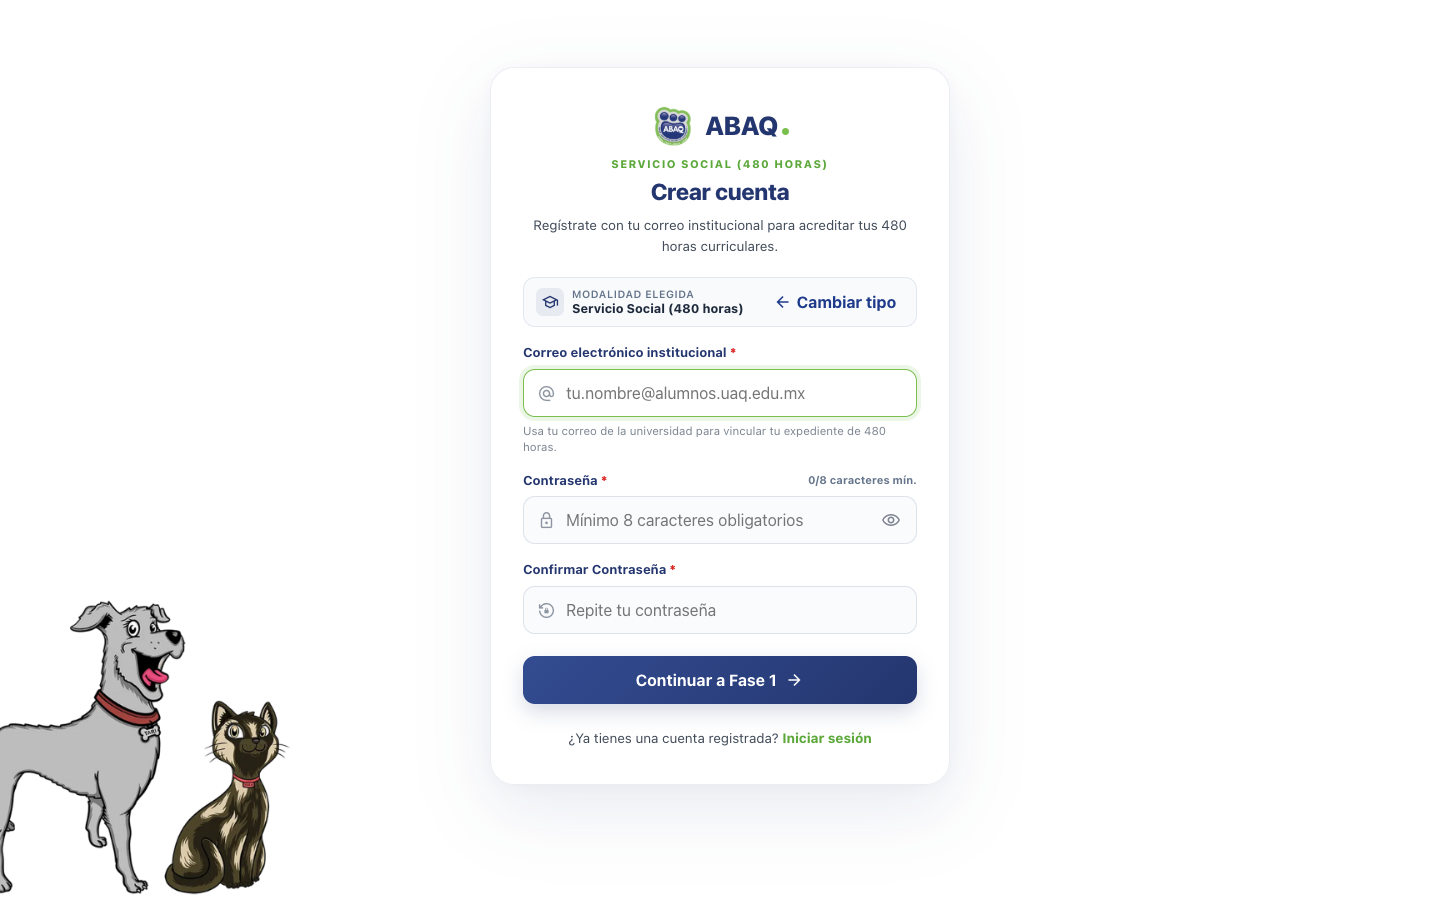 ABAQ
ABAQ.
SERVICIO SOCIAL (480 HORAS)
Crear cuenta
Regístrate con tu correo institucional para acreditar tus 480
horas curriculares.
MODALIDAD ELEGIDA
Servicio Social (480 horas)
← Cambiar tipo
Correo electrónico institucional *
tu.nombre@alumnos.uaq.edu.mx
Usa tu correo de la universidad para vincular tu expediente de 480
horas.
Contraseña *
0/8 caracteres mín.
Mínimo 8 caracteres obligatorios
Confirmar Contraseña *
Repite tu contraseña
Continuar a Fase 1 →
¿Ya tienes una cuenta registrada? Iniciar sesión